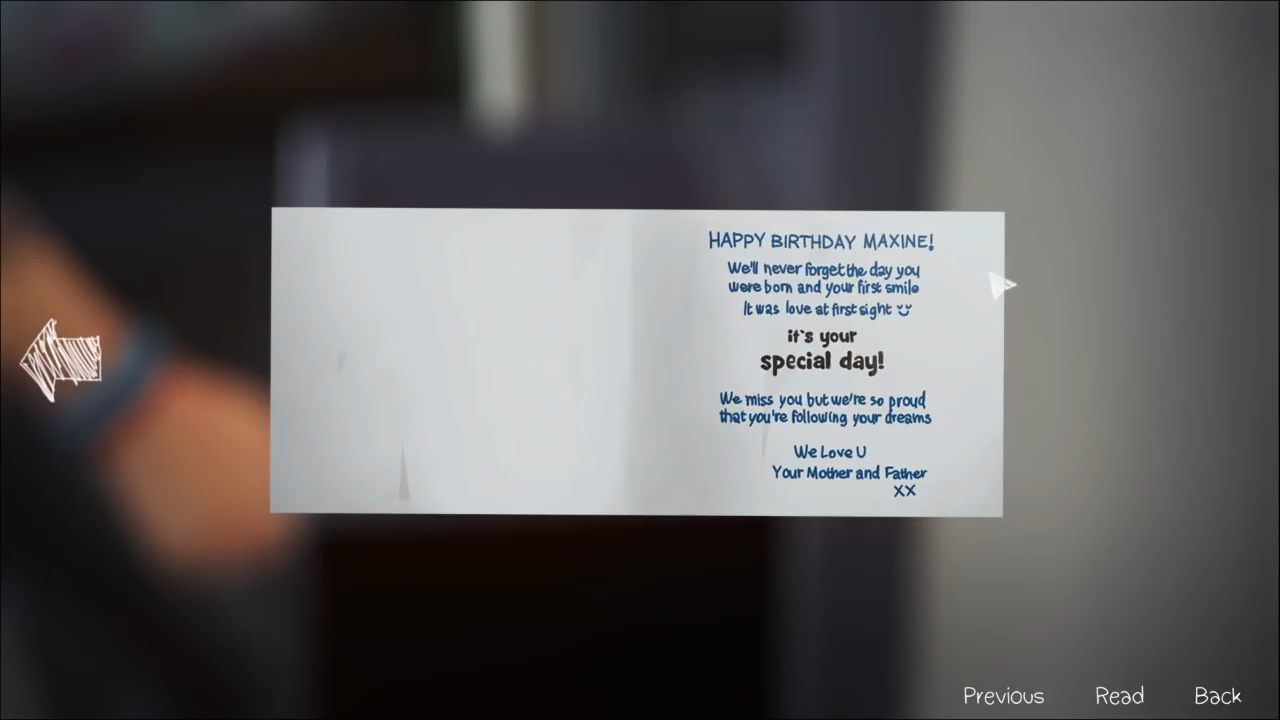 HAPPY BIRTHDAY MAXINE!
We'll never forget the day you
were born and your first smile
It was love at first sight
it's your
special day!
We miss you but we're so proud
that you're following your dreams
We Love U
Your Mother and Father
XX
Previous Read Back